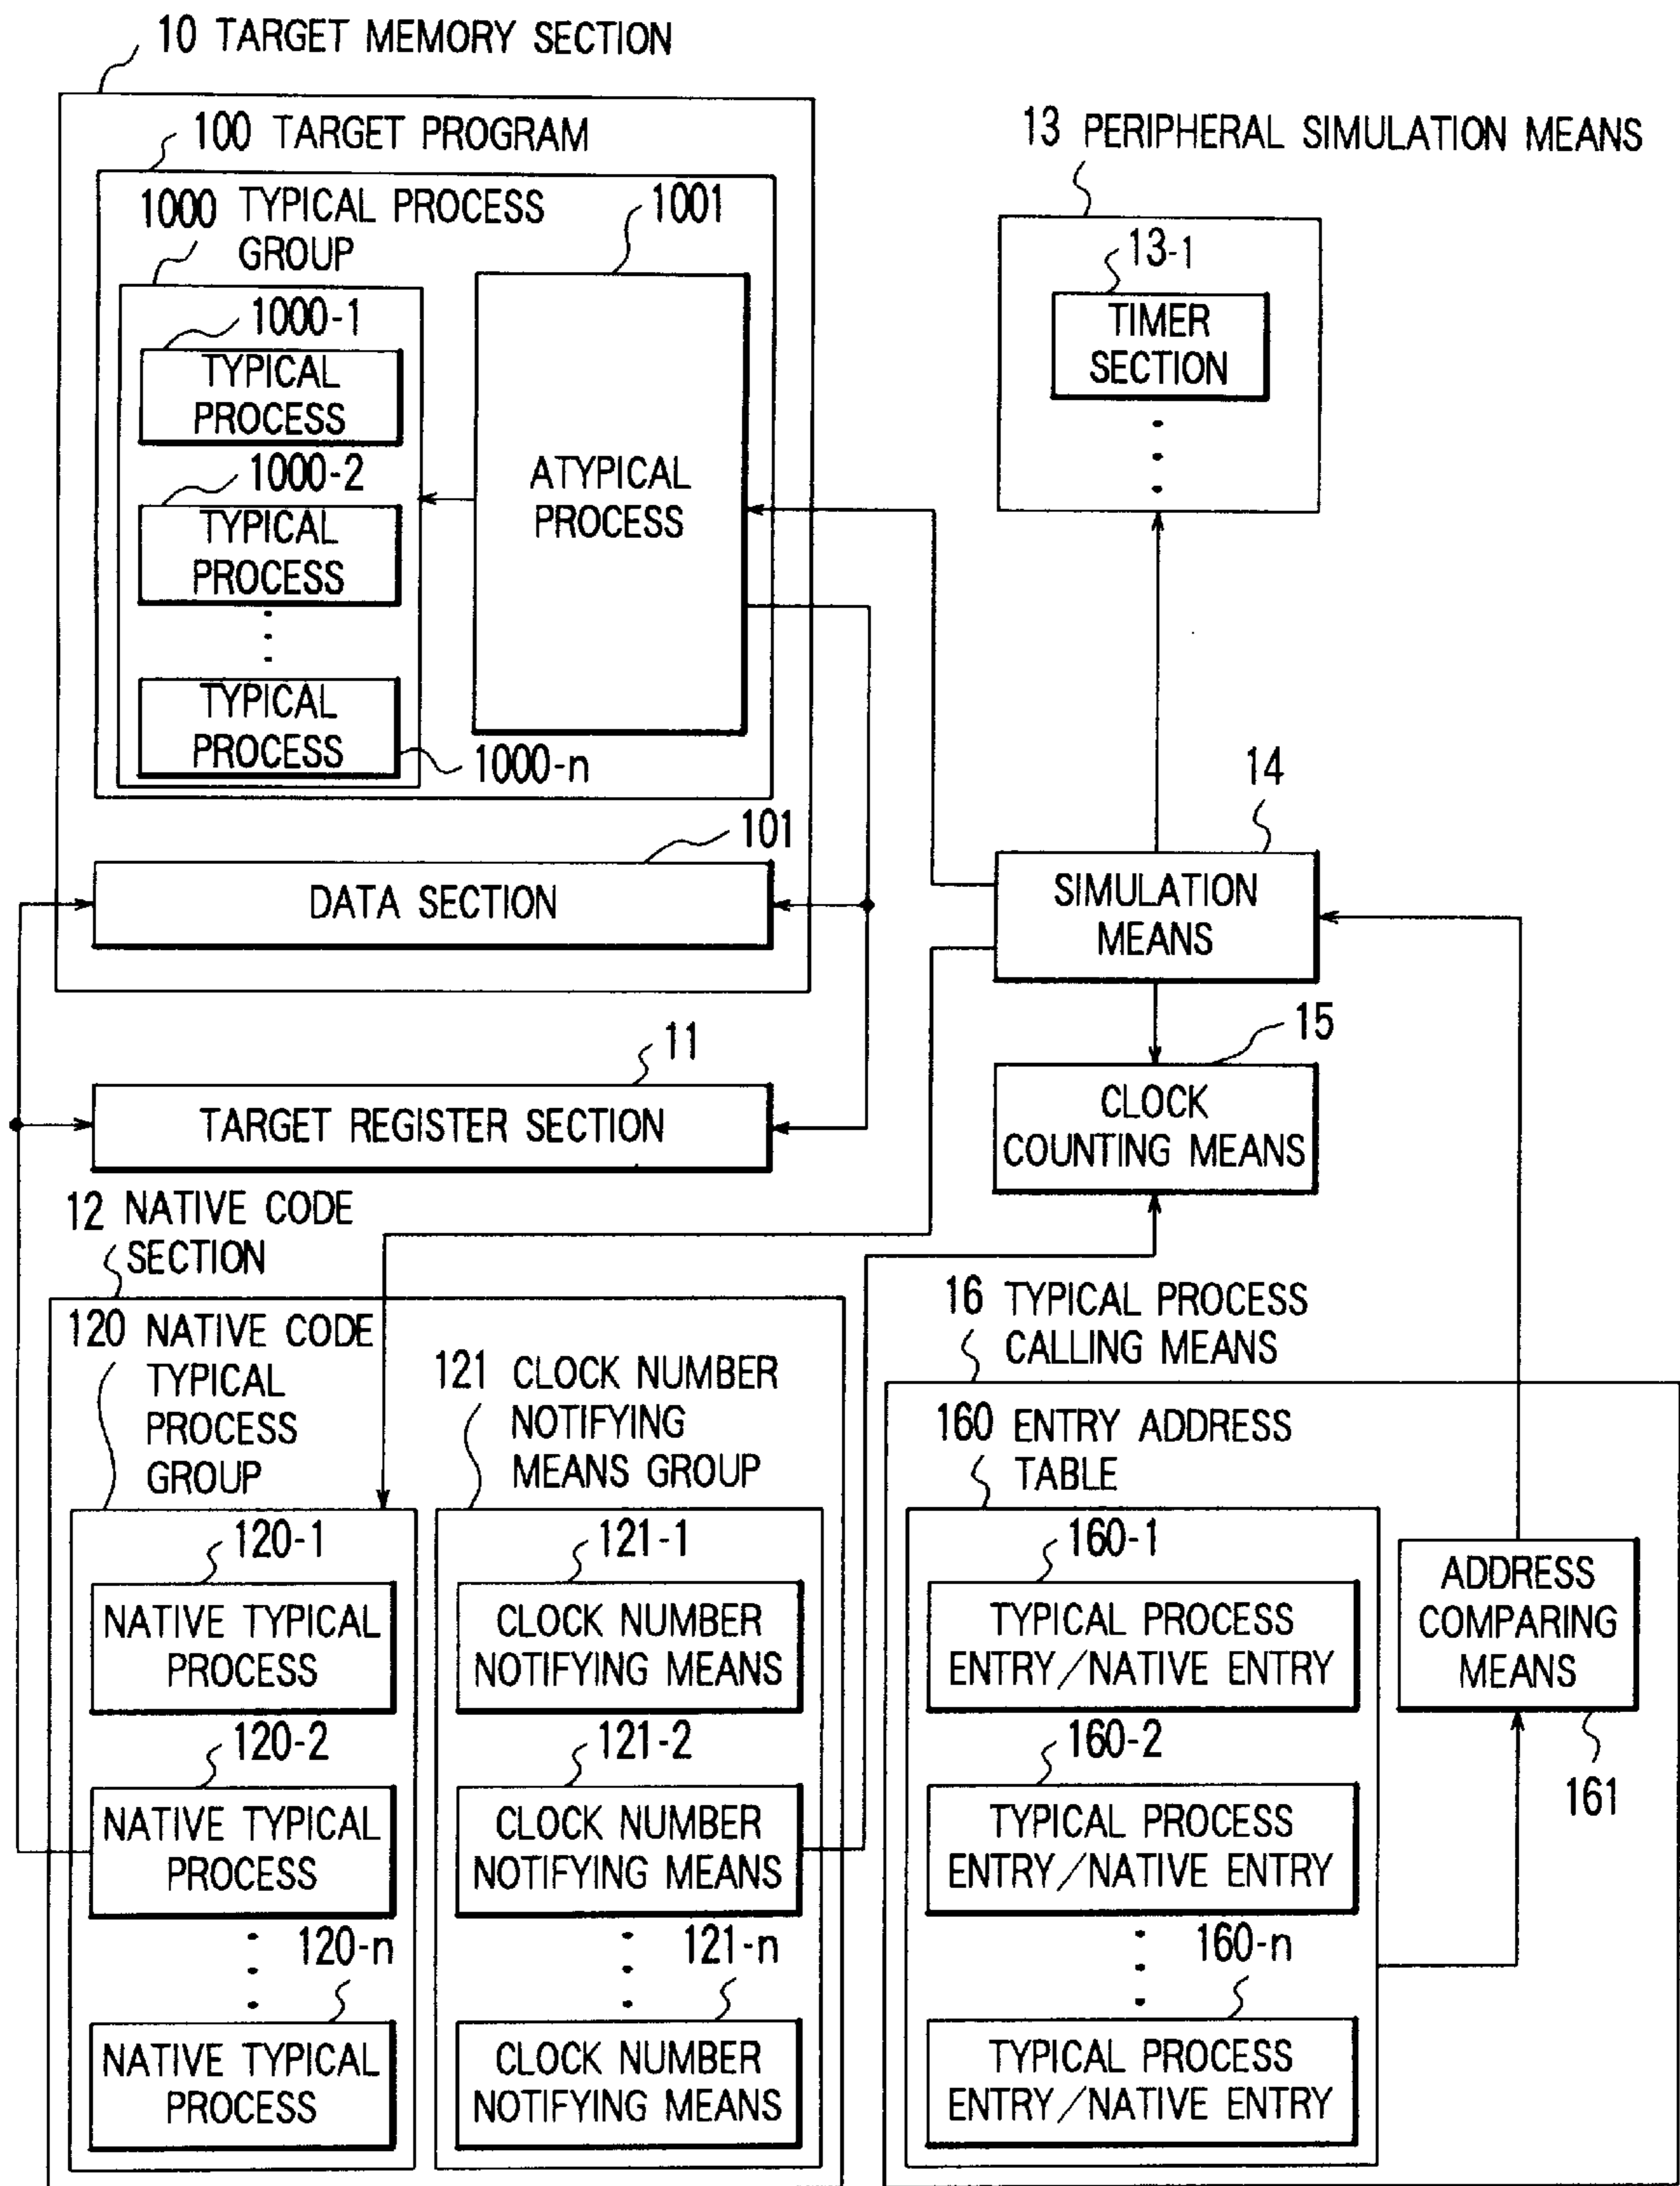 10 TARGET MEMORY SECTION
100 TARGET PROGRAM
1000 TYPICAL PROCESS
GROUP
1001
1000-1
TYPICAL
PROCESS
1000-2
TYPICAL
PROCESS
TYPICAL
PROCESS
1000-n
ATYPICAL
PROCESS
101
DATA SECTION
11
TARGET REGISTER SECTION
13 PERIPHERAL SIMULATION MEANS
13-1
TIMER
SECTION
14
SIMULATION
MEANS
15
CLOCK
COUNTING MEANS
12 NATIVE CODE
SECTION
120 NATIVE CODE
TYPICAL
PROCESS
GROUP
120-1
NATIVE TYPICAL
PROCESS
120-2
NATIVE TYPICAL
PROCESS
120-n
NATIVE TYPICAL
PROCESS
121 CLOCK NUMBER
NOTIFYING
MEANS GROUP
121-1
CLOCK NUMBER
NOTIFYING MEANS
121-2
CLOCK NUMBER
NOTIFYING MEANS
121-n
CLOCK NUMBER
NOTIFYING MEANS
16 TYPICAL PROCESS
CALLING MEANS
160 ENTRY ADDRESS
TABLE
160-1
TYPICAL PROCESS
ENTRY/NATIVE ENTRY
160-2
TYPICAL PROCESS
ENTRY/NATIVE ENTRY
160-n
TYPICAL PROCESS
ENTRY/NATIVE ENTRY
ADDRESS
COMPARING
MEANS
161